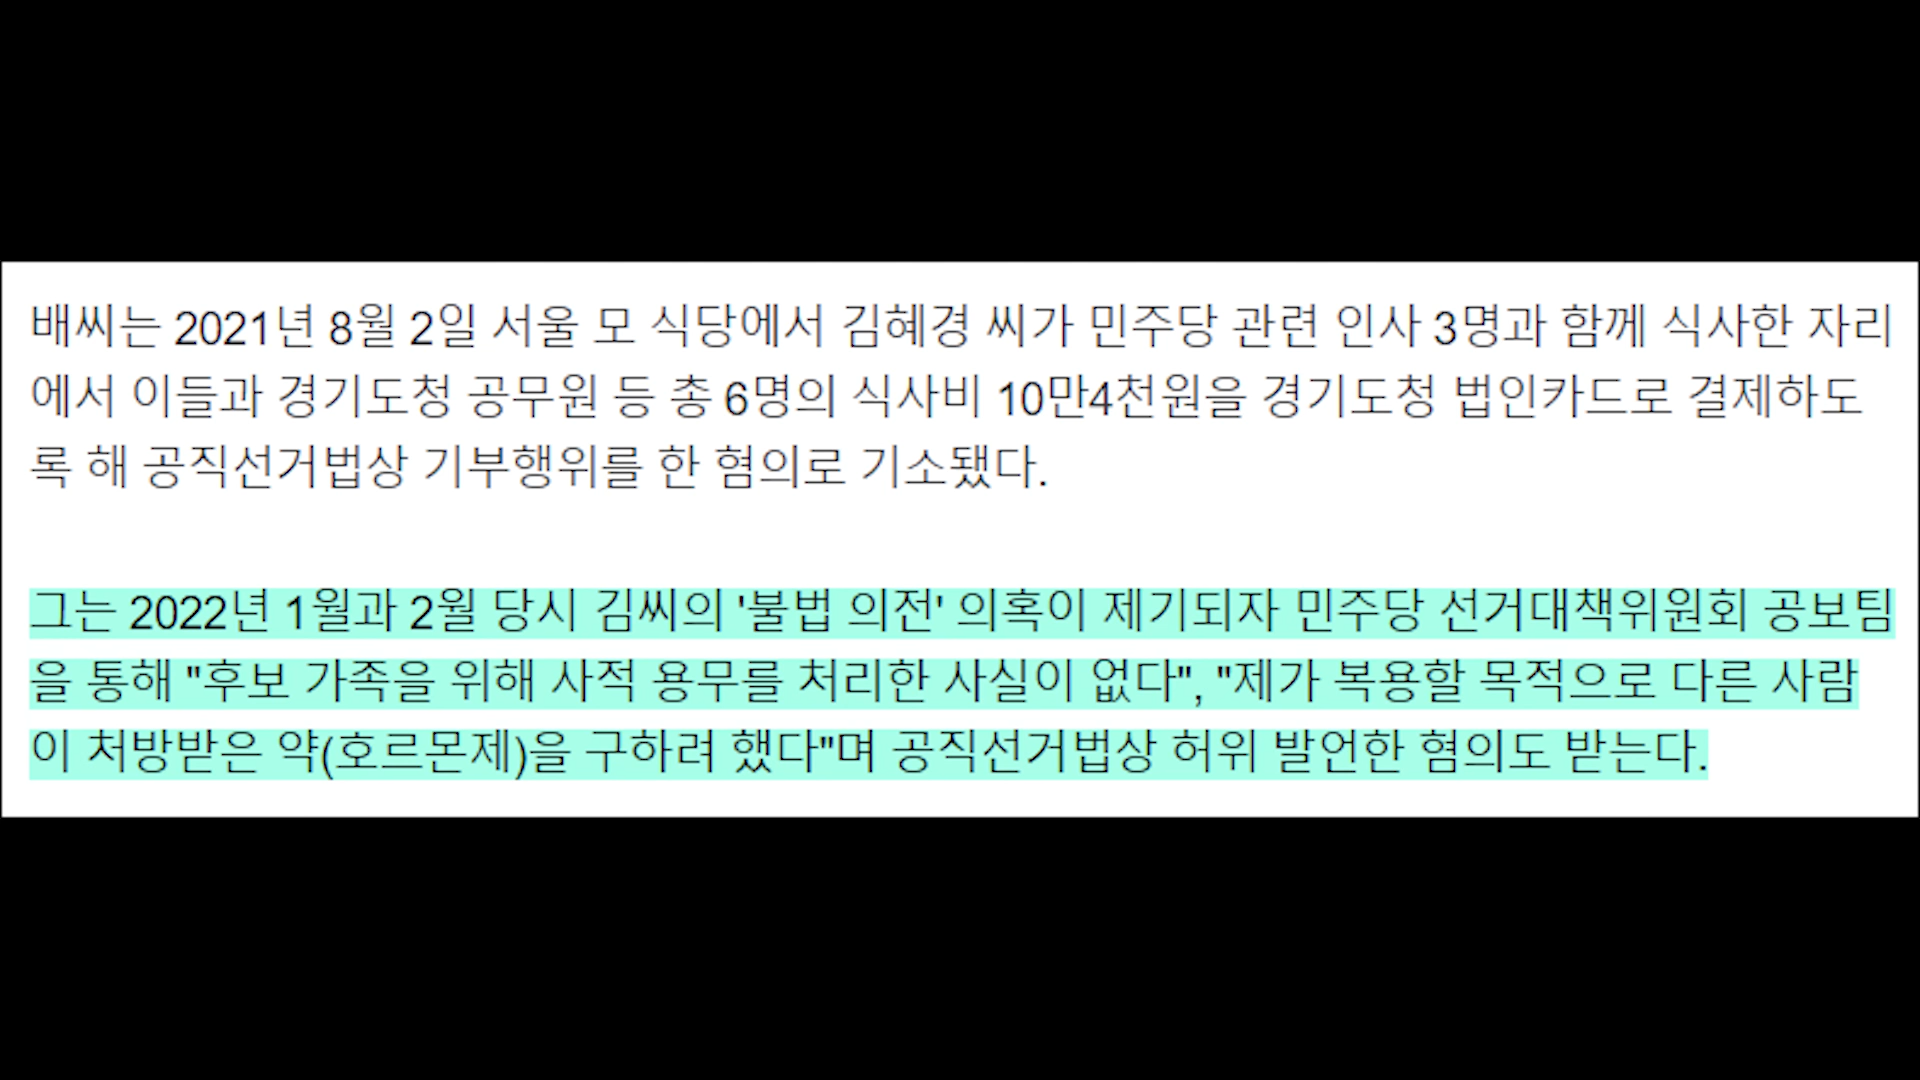 배씨는 2021년 8월 2일 서울 모 식당에서 김혜경 씨가 민주당 관련 인사 3명과 함께 식사한 자리
에서 이들과 경기도청 공무원 등 총 6명의 식사비 10만4천원을 경기도청 법인카드로 결제하도
록 해 공직선거법상 기부행위를 한 혐의로 기소됐다.
그는 2022년 1월과 2월 당시 김씨의 '불법 의전' 의혹이 제기되자 민주당 선거대책위원회 공보팀
을 통해 "후보 가족을 위해 사적 용무를 처리한 사실이 없다", "제가 복용할 목적으로 다른 사람
이 처방받은 약(호르몬제)을 구하려 했다"며 공직선거법상 허위 발언한 혐의도 받는다.